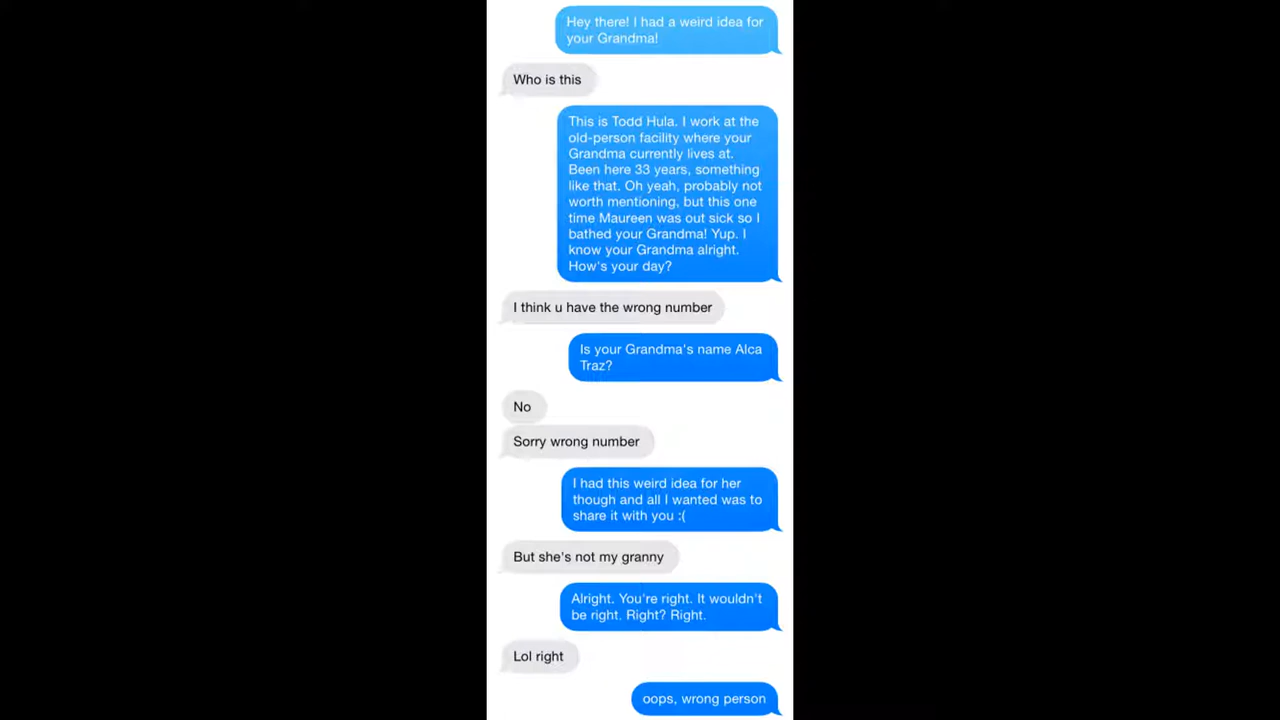 Hey there! I had a weird idea for
your Grandma!
Who is this
This is Todd Hula. I work at the
old-person facility where your
Grandma currently lives at.
Been here 33 years, something
like that. Oh yeah, probably not
worth mentioning, but this one
time Maureen was out sick so I
bathed your Grandma! Yup. I
know your Grandma alright.
How's your day?
I think u have the wrong number
Is your Grandma's name Alca
Traz?
No
Sorry wrong number
I had this weird idea for her
though and all I wanted was to
share it with you :(
But she's not my granny
Alright. You're right. It wouldn't
be right. Right? Right.
Lol right
oops, wrong person